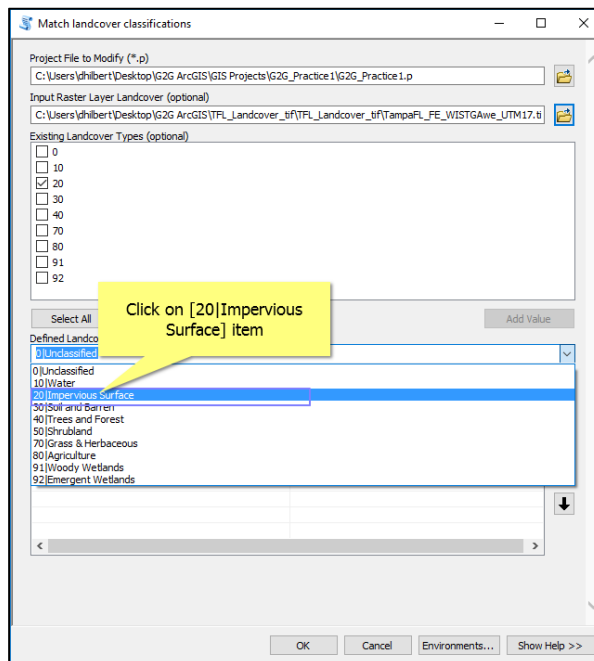 Match landcover classifications
Project File to Modify (*.p)
C:\Users\dhilbert\Desktop\G2G ArcGIS\GIS Projects\G2G_Practice1\G2G_Practice1.p
Input Raster Layer Landcover (optional)
C:\Users\dhilbert\Desktop\G2G ArcGIS\TFL_Landcover_tif\TFL_Landcover_tif\TampaFL_FE_WISTGAwe_UTM17.ti
Existing Landcover Types (optional)
0
10
20
30
40
70
80
91
92
Click on [20|Impervious
Surface] item
Select All
Add Value
Defined Landco
0|Unclassified
0|Unclassified
10|Water
20|Impervious Surface
30|Soil and Barren
40|Trees and Forest
50|Shrubland
70|Grass & Herbaceous
80|Agriculture
91|Woody Wetlands
92|Emergent Wetlands
OK
Cancel
Environments...
Show Help >>